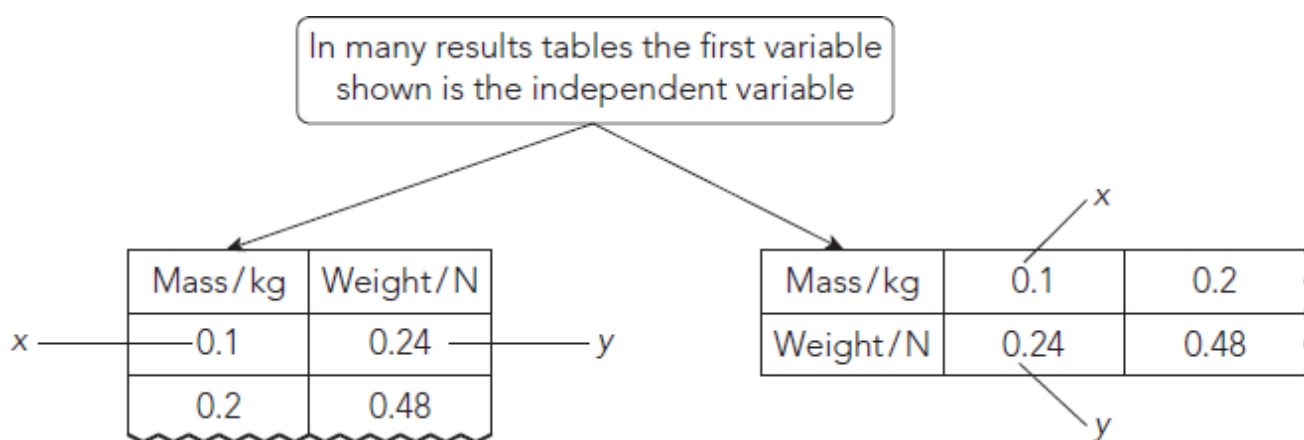 In many results tables the first variable
shown is the independent variable
x
Mass/kg Weight/N
x 0.1 0.24 y
0.2 0.48
Mass/kg 0.1 0.2
Weight/N 0.24 0.48
y